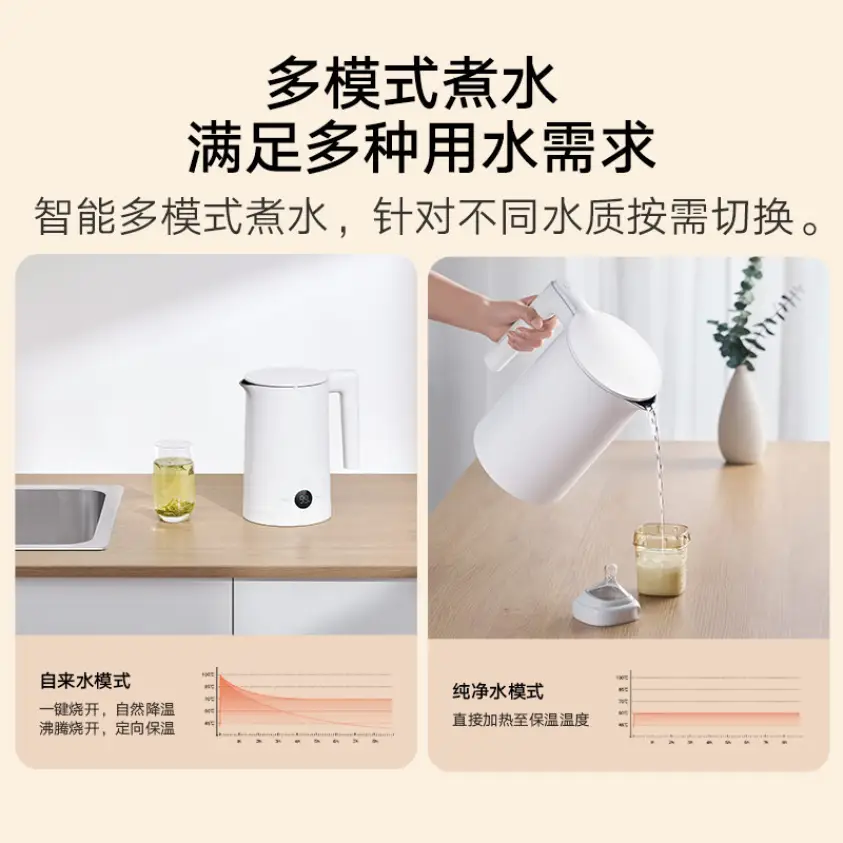 多模式煮水
满足多种用水需求
智能多模式煮水，针对不同水质按需切换。
95
自来水模式
一键烧开，自然降温
沸腾烧开，定向保温
100℃
纯净水模式
直接加热至保温温度
100℃